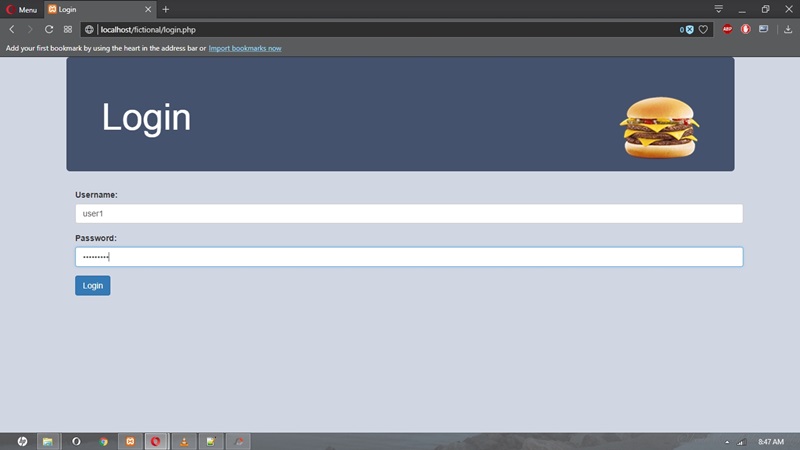 Menu
Login
localhost/fictional/login.php
0
ABP
Add your first bookmark by using the heart in the address bar or Import bookmarks now
Login
Username:
user1
Password:
•••••••••
Login
8:47 AM